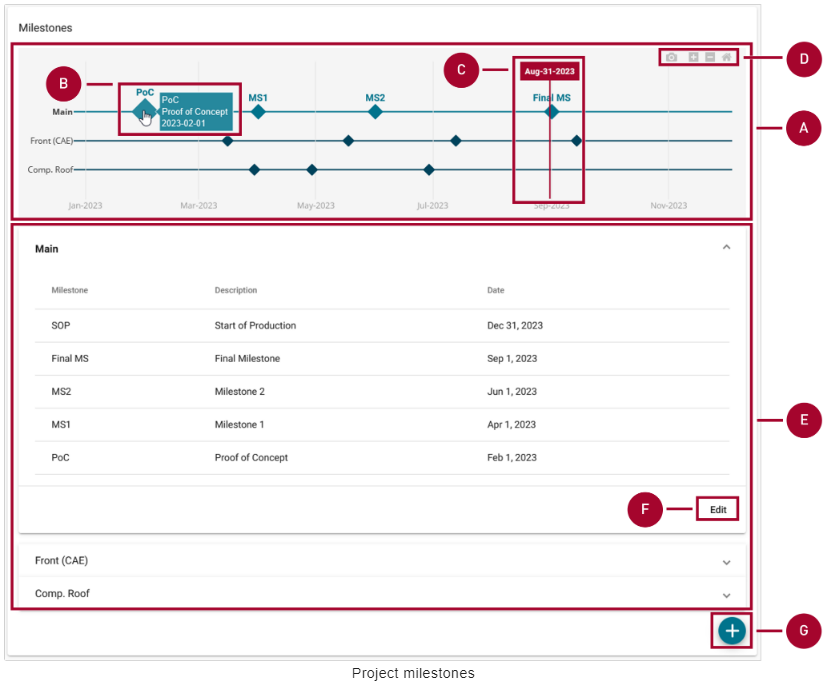 Milestones
D
B
C
Aug-31-2023
PoC
PoC
Proof of Concept
2023-02-01
MS1
MS2
Final MS
Main
A
Front (CAE)
Comp. Roof
Jan-2023
Mar-2023
May-2023
Jul-2023
Sep-2023
Nov-2023
Main
Milestone
Description
Date
SOP
Start of Production
Dec 31, 2023
Final MS
Final Milestone
Sep 1, 2023
MS2
Milestone 2
Jun 1, 2023
E
MS1
Milestone 1
Apr 1, 2023
PoC
Proof of Concept
Feb 1, 2023
F
Edit
Front (CAE)
Comp. Roof
G
Project milestones